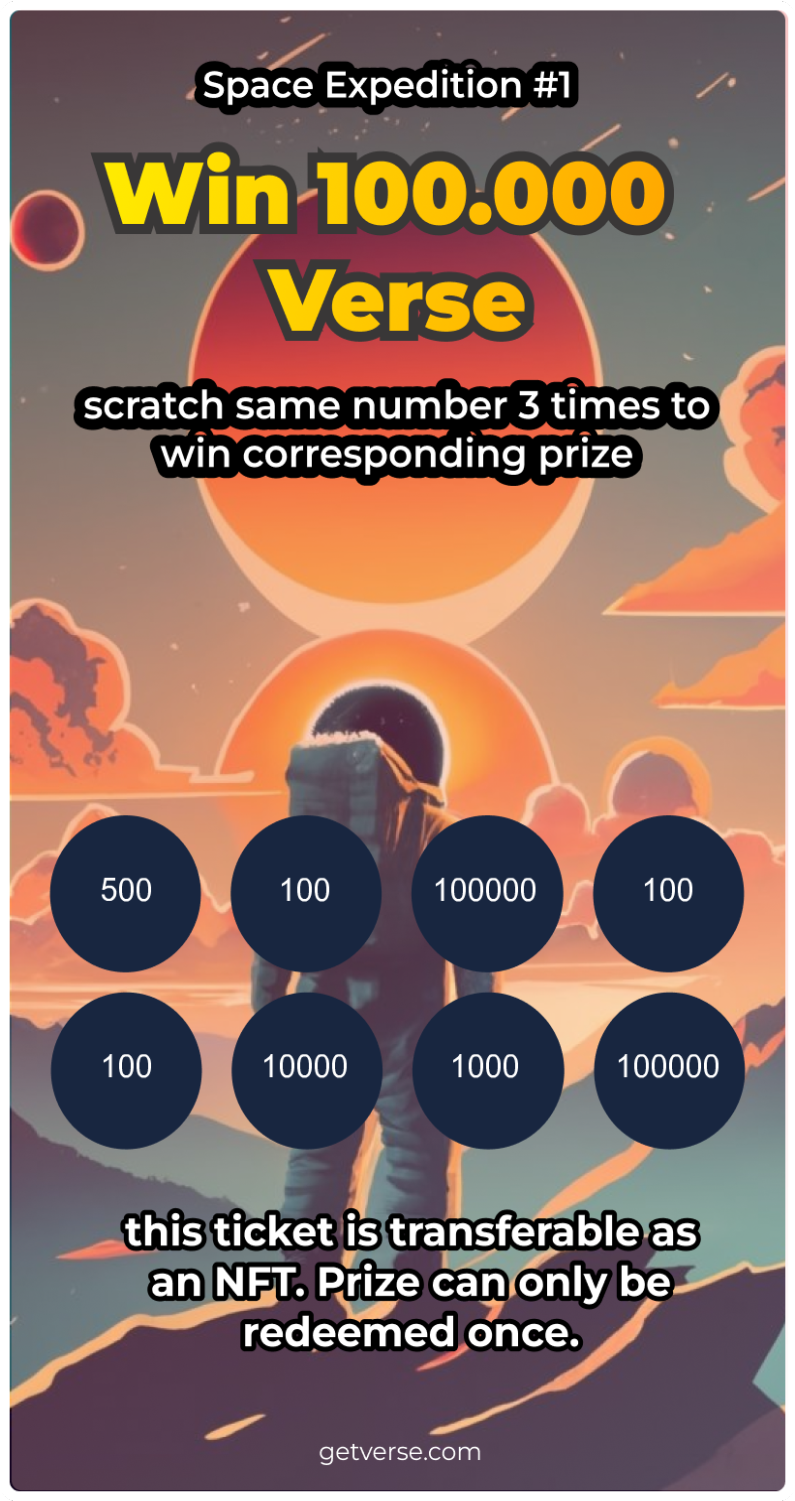 Space Expedition #1
Win 100.000
Verse
scratch same number 3 times to
win corresponding prize
500 100 100000 100
100 10000 1000 100000
this ticket is transferable as
an NFT. Prize can only be
redeemed once.
getverse.com